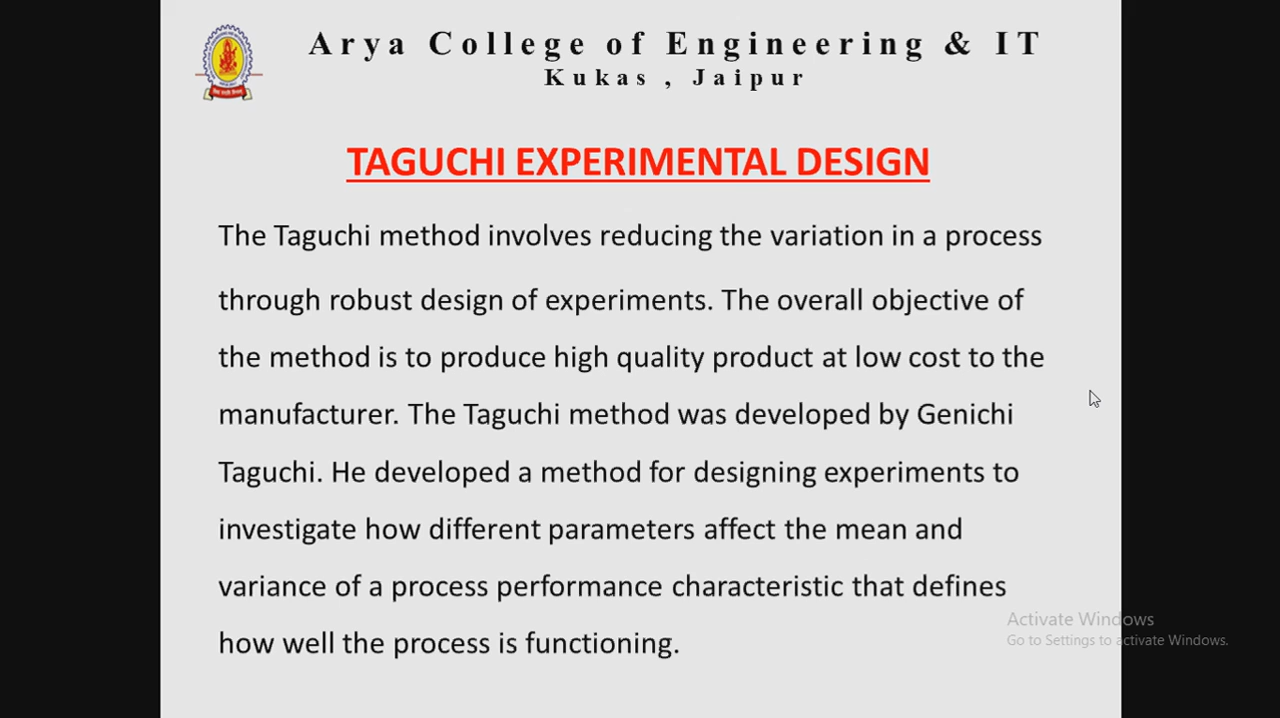 Arya College of Engineering & IT
Kukas , Jaipur
TAGUCHI EXPERIMENTAL DESIGN
The Taguchi method involves reducing the variation in a process
through robust design of experiments. The overall objective of
the method is to produce high quality product at low cost to the
manufacturer. The Taguchi method was developed by Genichi
Taguchi. He developed a method for designing experiments to
investigate how different parameters affect the mean and
variance of a process performance characteristic that defines
how well the process is functioning.
Activate Windows
Go to Settings to activate Windows.